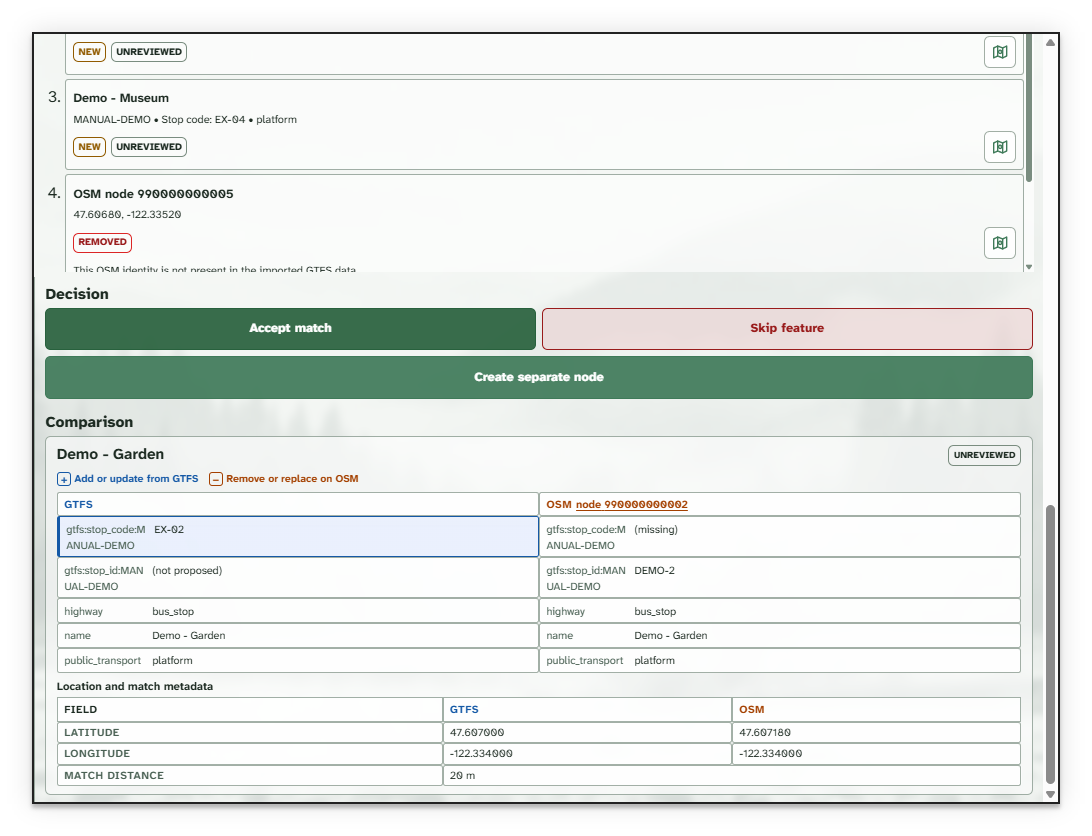 NEW UNREVIEWED
3. Demo - Museum
MANUAL-DEMO • Stop code: EX-04 • platform
NEW UNREVIEWED
4. OSM node 990000000005
47.60680, -122.33520
REMOVED
This OSM identity is not present in the imported GTFS data
Decision
Accept match Skip feature
Create separate node
Comparison
Demo - Garden UNREVIEWED
+ Add or update from GTFS − Remove or replace on OSM
GTFS OSM node 990000000002
gtfs:stop_code:M EX-02 gtfs:stop_code:M (missing)
ANUAL-DEMO ANUAL-DEMO
gtfs:stop_id:MAN (not proposed) gtfs:stop_id:MAN DEMO-2
UAL-DEMO UAL-DEMO
highway bus_stop highway bus_stop
name Demo - Garden name Demo - Garden
public_transport platform public_transport platform
Location and match metadata
FIELD GTFS OSM
LATITUDE 47.607000 47.607180
LONGITUDE -122.334000 -122.334000
MATCH DISTANCE 20 m